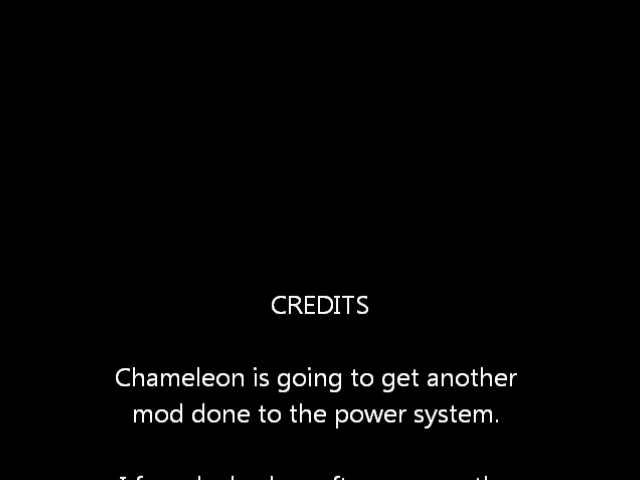 CREDITS
Chameleon is going to get another
mod done to the power system.
I